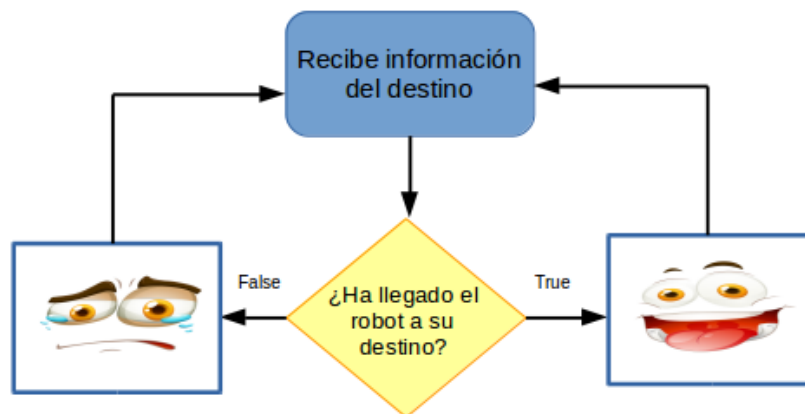 Recibe información
del destino
False
¿Ha llegado el
robot a su
destino?
True